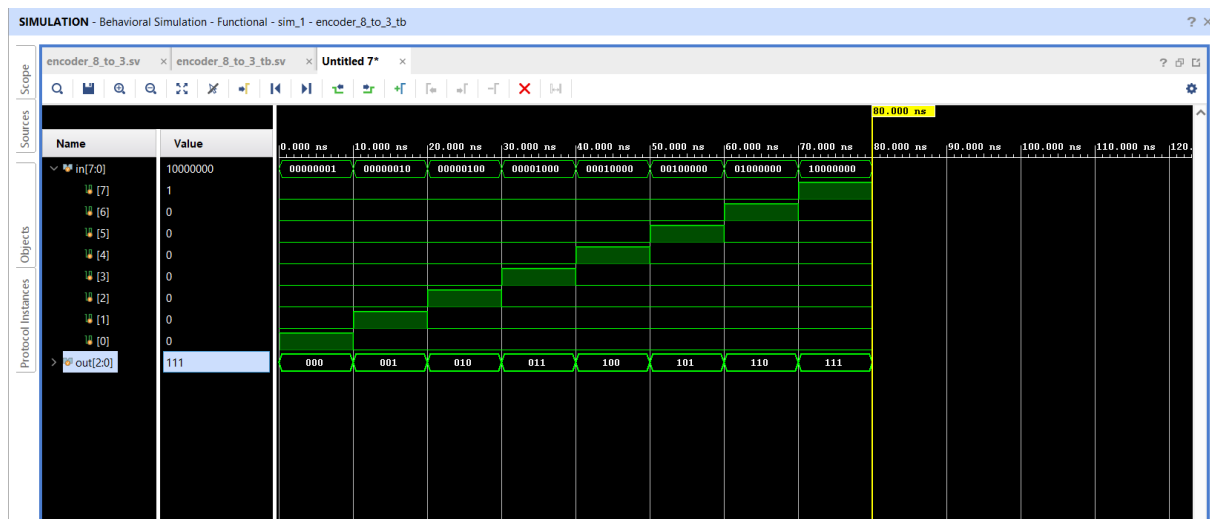 SIMULATION - Behavioral Simulation - Functional - sim_1 - encoder_8_to_3_tb ? ×
encoder_8_to_3.sv × encoder_8_to_3_tb.sv × Untitled 7* × ?
Scope
Sources
Objects
Protocol Instances
80.000 ns
Name Value 0.000 ns 10.000 ns 20.000 ns 30.000 ns 40.000 ns 50.000 ns 60.000 ns 70.000 ns 80.000 ns 90.000 ns 100.000 ns 110.000 ns 120.
in[7:0] 10000000 00000001 00000010 00000100 00001000 00010000 00100000 01000000 10000000
[7] 1
[6] 0
[5] 0
[4] 0
[3] 0
[2] 0
[1] 0
[0] 0
out[2:0] 111 000 001 010 011 100 101 110 111